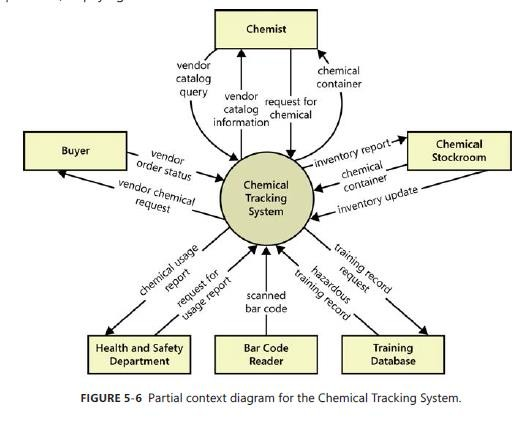 Chemist
vendor
catalog
query
chemical
container
vendor
catalog
information
request for
chemical
Buyer
vendor
order status
vendor chemical
request
Chemical
Tracking
System
inventory report
chemical
container
inventory update
Chemical
Stockroom
chemical usage
report
request for
usage report
scanned
bar code
hazardous
training record
training record
request
Health and Safety
Department
Bar Code
Reader
Training
Database
FIGURE 5-6 Partial context diagram for the Chemical Tracking System.